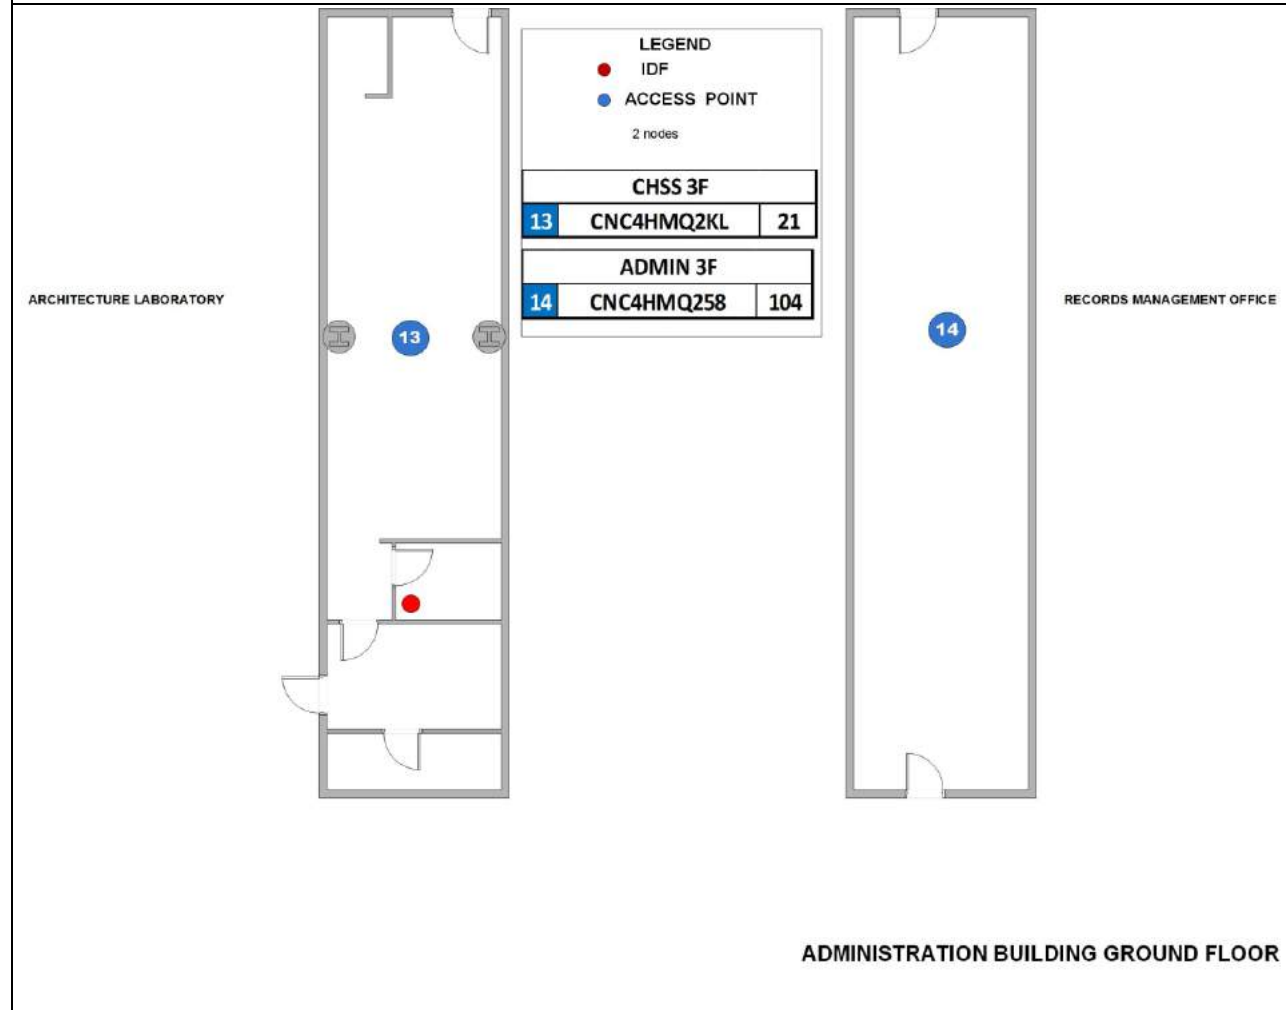 LEGEND
IDF
ACCESS POINT
2 nodes
CHSS 3F
13 CNC4HMQ2KL 21
ADMIN 3F
14 CNC4HMQ258 104
ARCHITECTURE LABORATORY
13
14
RECORDS MANAGEMENT OFFICE
ADMINISTRATION BUILDING GROUND FLOOR